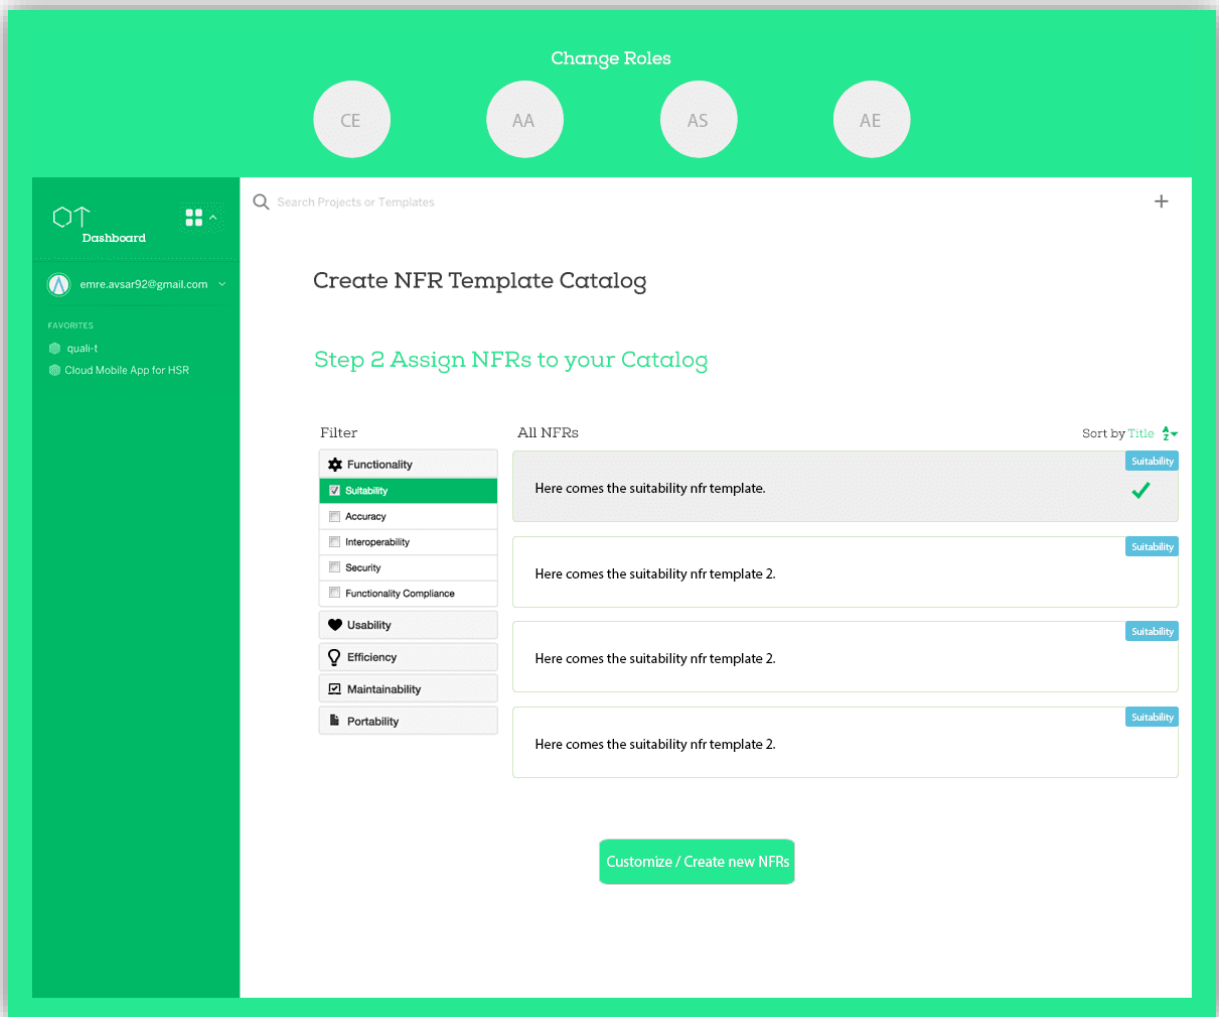 Change Roles
CE AA AS AE
QT
Dashboard
Search Projects or Templates
emre.avsar92@gmail.com
FAVORITES
quali-t
Cloud Mobile App for HSR
Create NFR Template Catalog
Step 2 Assign NFRs to your Catalog
Filter
Functionality
Suitability
Accuracy
Interoperability
Security
Functionality Compliance
Usability
Efficiency
Maintainability
Portability
All NFRs
Sort by Title
Suitability
Here comes the suitability nfr template.
Suitability
Here comes the suitability nfr template 2.
Suitability
Here comes the suitability nfr template 2.
Suitability
Here comes the suitability nfr template 2.
Customize / Create new NFRs